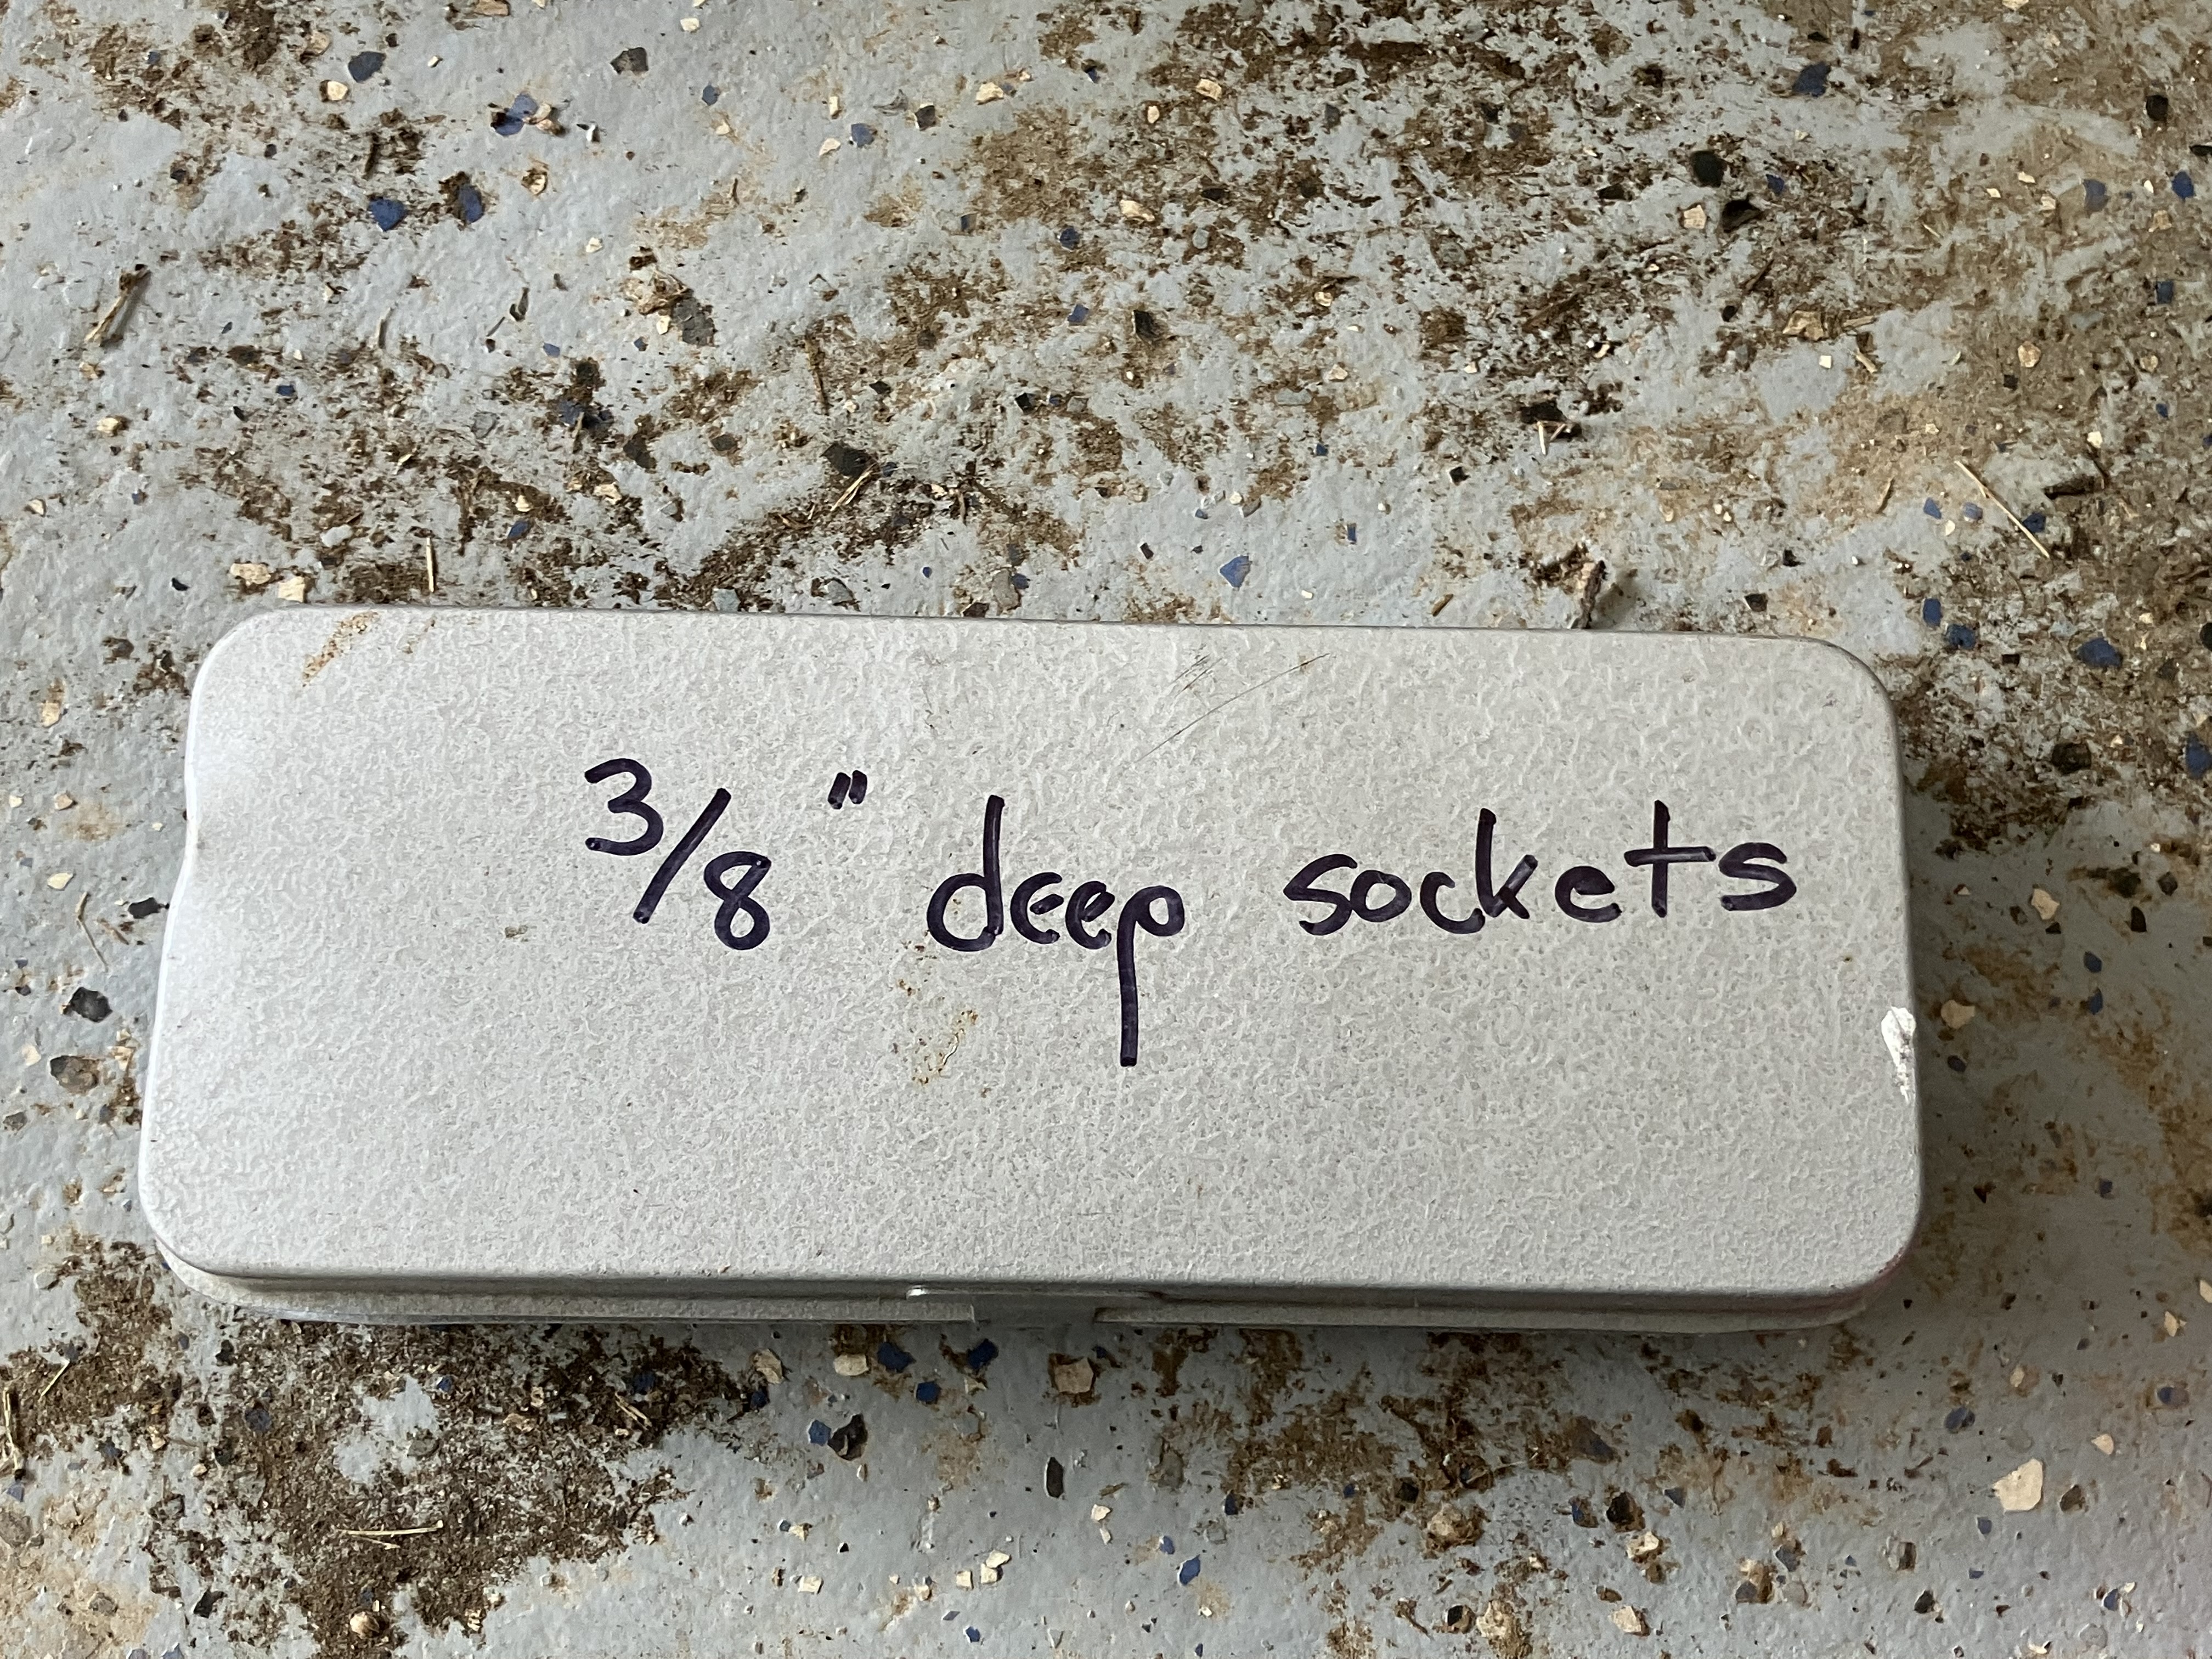 3/8" deep sockets